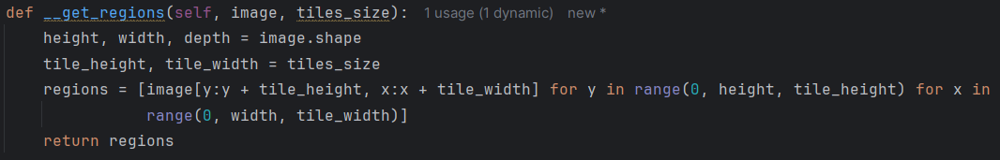 def __get_regions(self, image, tiles_size): 1 usage (1 dynamic) new *
    height, width, depth = image.shape
    tile_height, tile_width = tiles_size
    regions = [image[y:y + tile_height, x:x + tile_width] for y in range(0, height, tile_height) for x in
               range(0, width, tile_width)]
    return regions